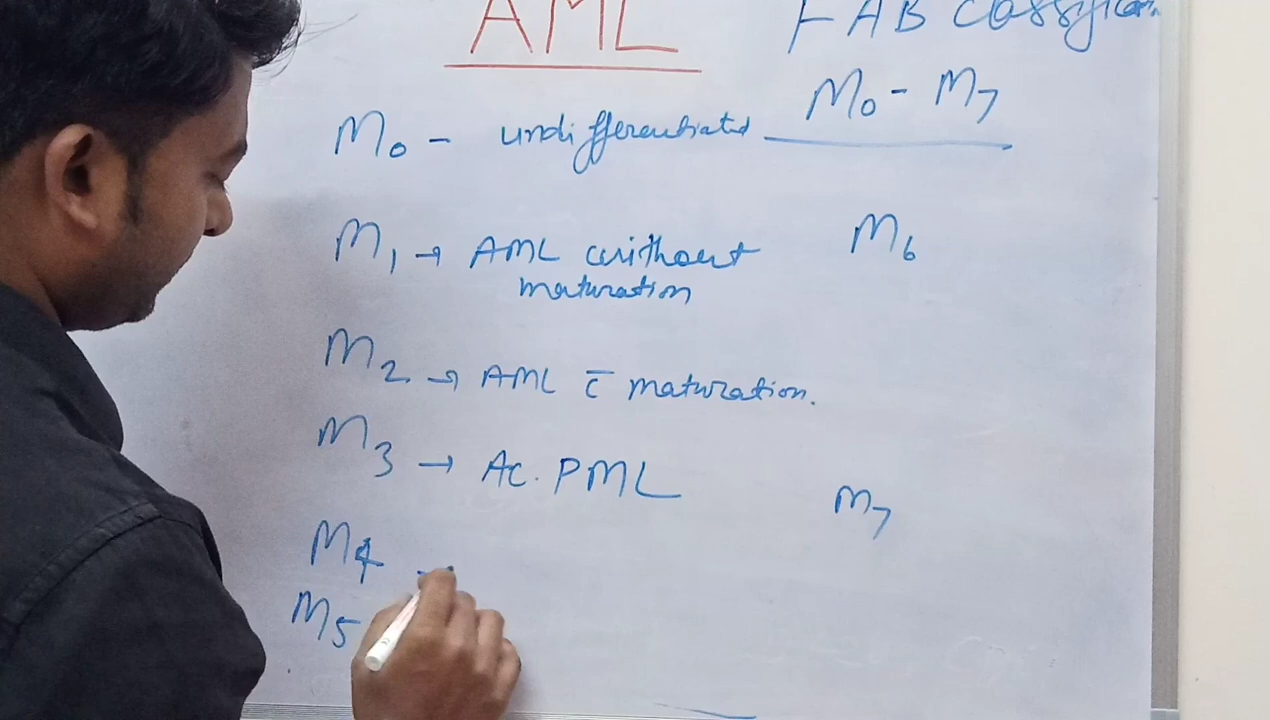 AML
FAB Classification
M0 - M7
M0 - undifferentiated
M1 → AML without
maturation
M2 → AML c̄ maturation.
M3 → Ac. PML
M4 -
M5
M6
M7